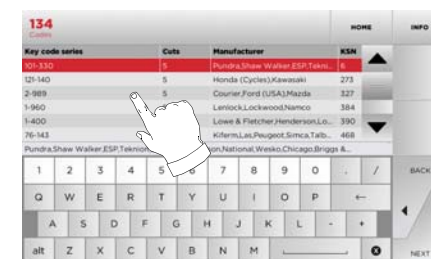 134 HOME INFO
Codes
Key code series Cuts Manufacturer KSN
101-330 5 Pundra,Shaw Walker,ESP,Tekni... 6
121-140 5 Honda (Cycles),Kawasaki 273
2-989 5 Courier,Ford (USA),Mazda 327
1-960 Lenlock,Lockwood,Namco 384
1-400 Lowe & Fletcher,Henderson,Lo... 390
76-143 Kiferm,Las,Peugeot,Simca,Talb... 468
Pundra,Shaw Walker,ESP,Teknion on,National,Wesko,Chicago,Briggs &...
1 2 3 4 5 6 7 8 9 0 . / BACK
Q W E R T Y U I O P
A S D F G H J K L - +
alt Z X C V B N M NEXT